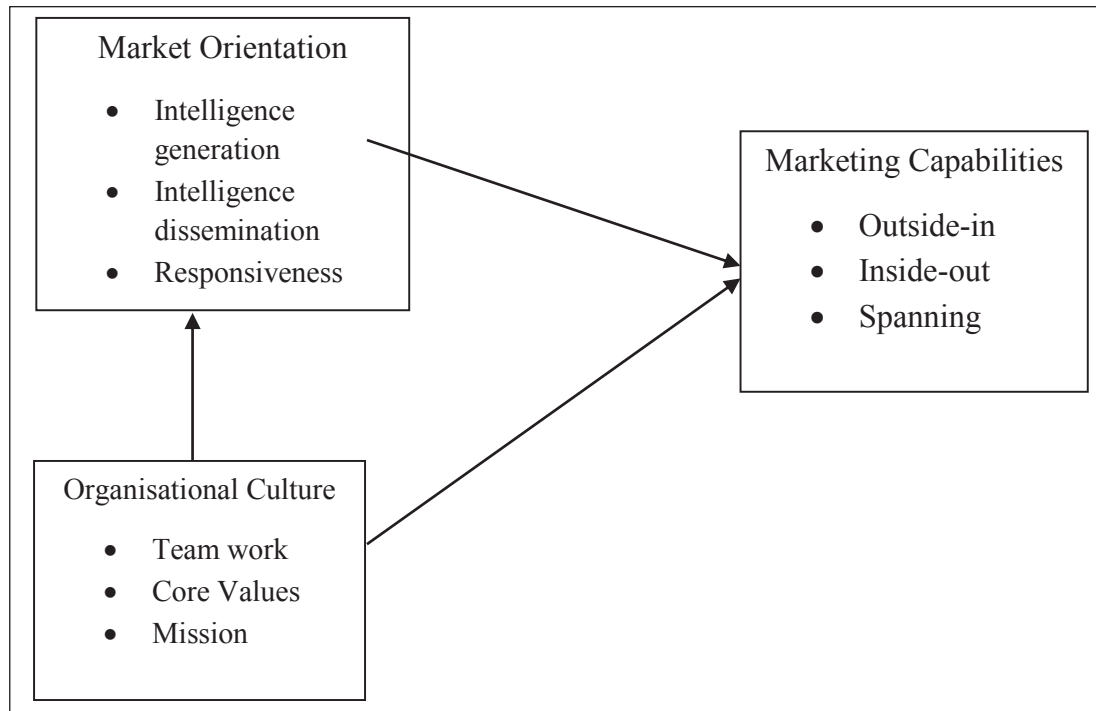 Market Orientation
• Intelligence
generation
• Intelligence
dissemination
• Responsiveness
Marketing Capabilities
• Outside-in
• Inside-out
• Spanning
Organisational Culture
• Team work
• Core Values
• Mission